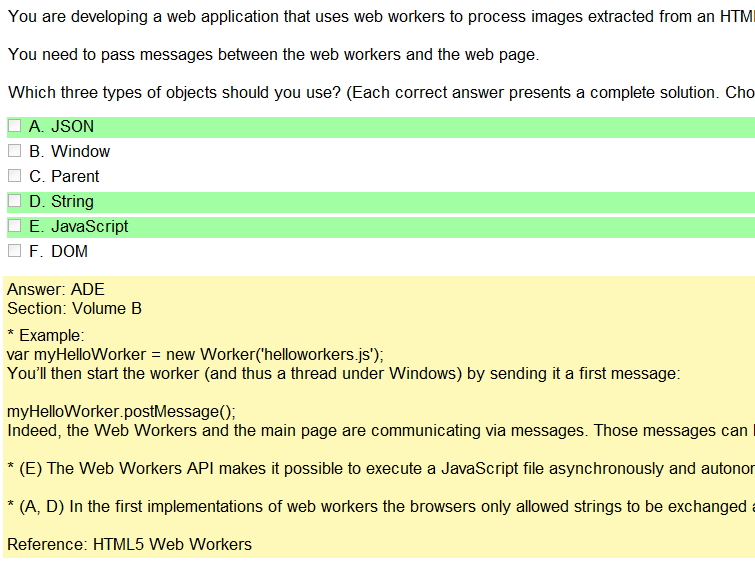 You are developing a web application that uses web workers to process images extracted from an HTM
You need to pass messages between the web workers and the web page.
Which three types of objects should you use? (Each correct answer presents a complete solution. Cho
A. JSON
B. Window
C. Parent
D. String
E. JavaScript
F. DOM
Answer: ADE
Section: Volume B
* Example:
var myHelloWorker = new Worker('helloworkers.js');
You’ll then start the worker (and thus a thread under Windows) by sending it a first message:
myHelloWorker.postMessage();
Indeed, the Web Workers and the main page are communicating via messages. Those messages can
* (E) The Web Workers API makes it possible to execute a JavaScript file asynchronously and autonor
* (A, D) In the first implementations of web workers the browsers only allowed strings to be exchanged
Reference: HTML5 Web Workers